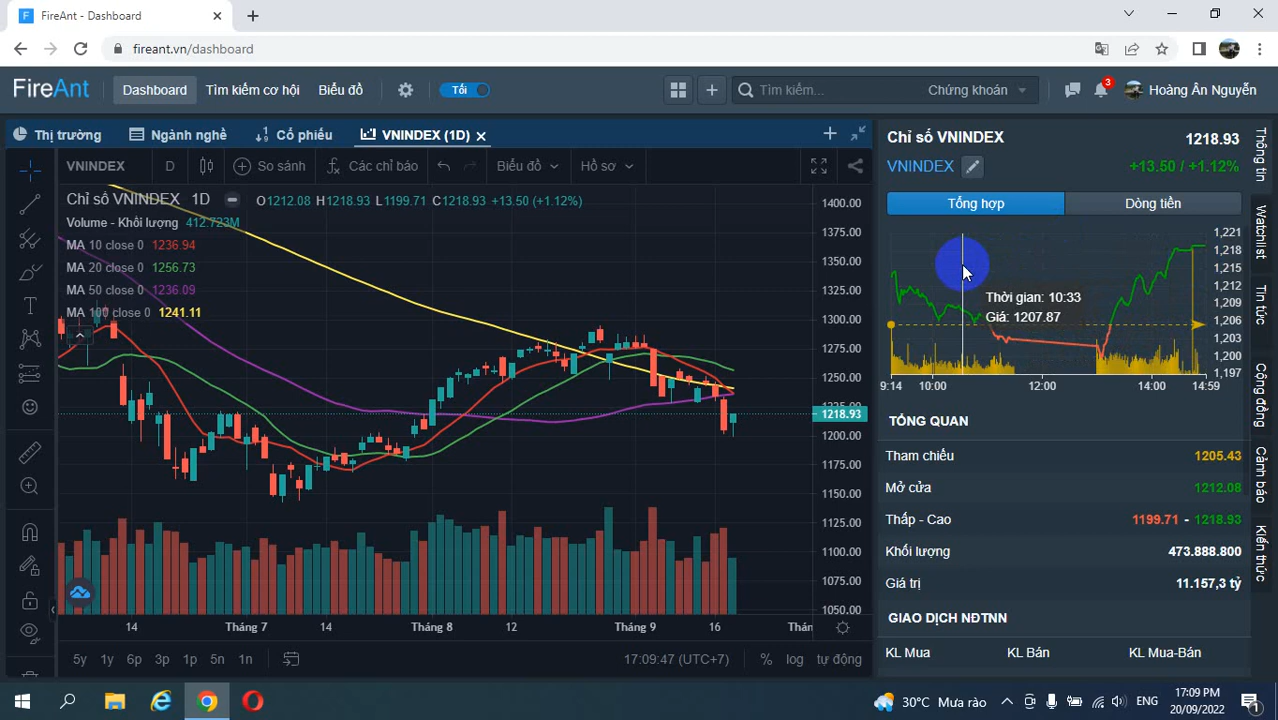 FireAnt - Dashboard
fireant.vn/dashboard
FireAnt Dashboard Tìm kiếm cơ hội Biểu đồ Tối Tìm kiếm... Chứng khoán 3 Hoàng Ân Nguyễn
Thị trường Ngành nghề Cổ phiếu VNINDEX (1D)
VNINDEX D So sánh Các chỉ báo Biểu đồ Hồ sơ
Chỉ số VNINDEX 1D O1212.08 H1218.93 L1199.71 C1218.93 +13.50 (+1.12%)
Volume - Khối lượng 412.723M
MA 10 close 0 1236.94
MA 20 close 0 1256.73
MA 50 close 0 1236.09
MA 100 close 0 1241.11
1400.00
1375.00
1350.00
1325.00
1300.00
1275.00
1250.00
1225.00
1218.93
1200.00
1175.00
1150.00
1125.00
1100.00
1075.00
1050.00
14 Tháng 7 14 Tháng 8 12 Tháng 9 16 Thán
5y 1y 6p 3p 1p 5n 1n 17:09:47 (UTC+7) % log tự động
Chỉ số VNINDEX 1218.93
VNINDEX +13.50 / +1.12%
Tổng hợp Dòng tiền
1,221
1,218
1,215
1,212
1,209
1,206
1,203
1,200
1,197
Thời gian: 10:33
Giá: 1207.87
9:14 10:00 12:00 14:00 14:59
TỔNG QUAN
Tham chiếu 1205.43
Mở cửa 1212.08
Thấp - Cao 1199.71 - 1218.93
Khối lượng 473.888.800
Giá trị 11.157,3 tỷ
GIAO DỊCH NĐTNN
KL Mua KL Bán KL Mua-Bán
Thông tin
Watchlist
Tin tức
Cộng đồng
Cảnh báo
Kiến thức
30°C Mưa rào ENG 17:09 PM
20/09/2022 1